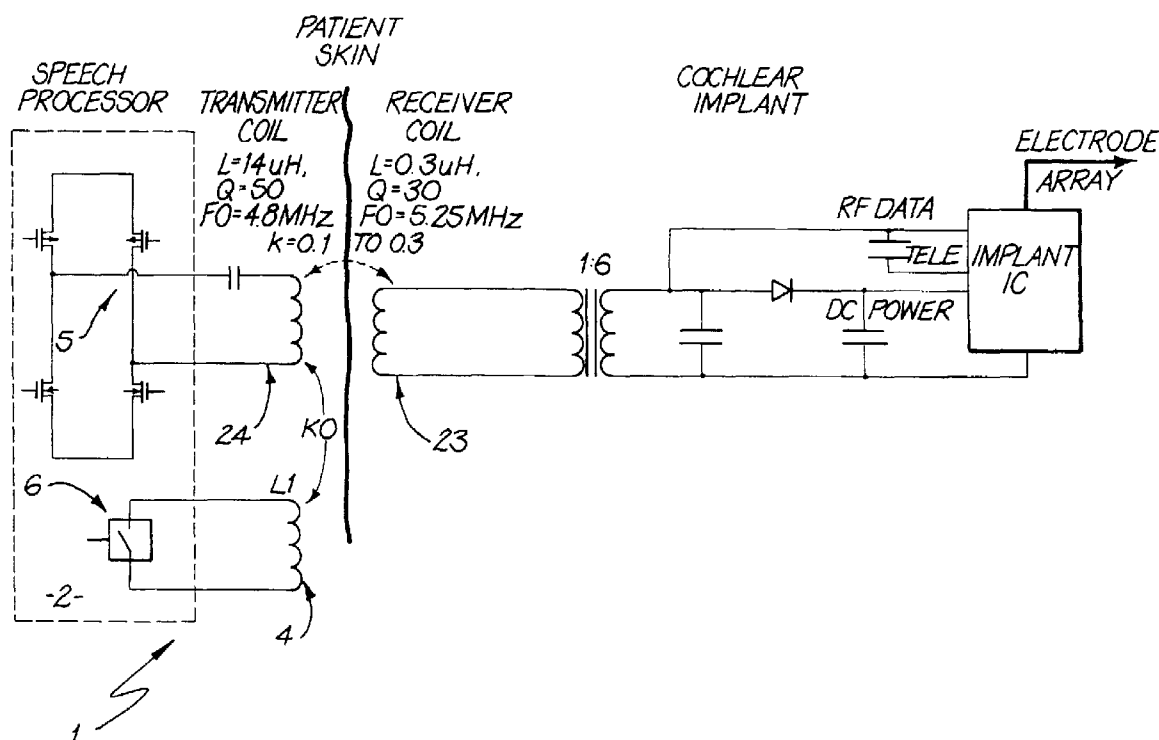 PATIENT
SKIN
SPEECH
PROCESSOR
TRANSMITTER
COIL
L=14uH,
Q=50
FO=4.8MHz
RECEIVER
COIL
L=0.3uH,
Q=30
FO=5.25MHz
k=0.1 TO 0.3
COCHLEAR
IMPLANT
ELECTRODE
ARRAY
RF DATA
TELE
IMPLANT
IC
1:6
DC POWER
5
24
KO
23
6
L1
-2-
4
1